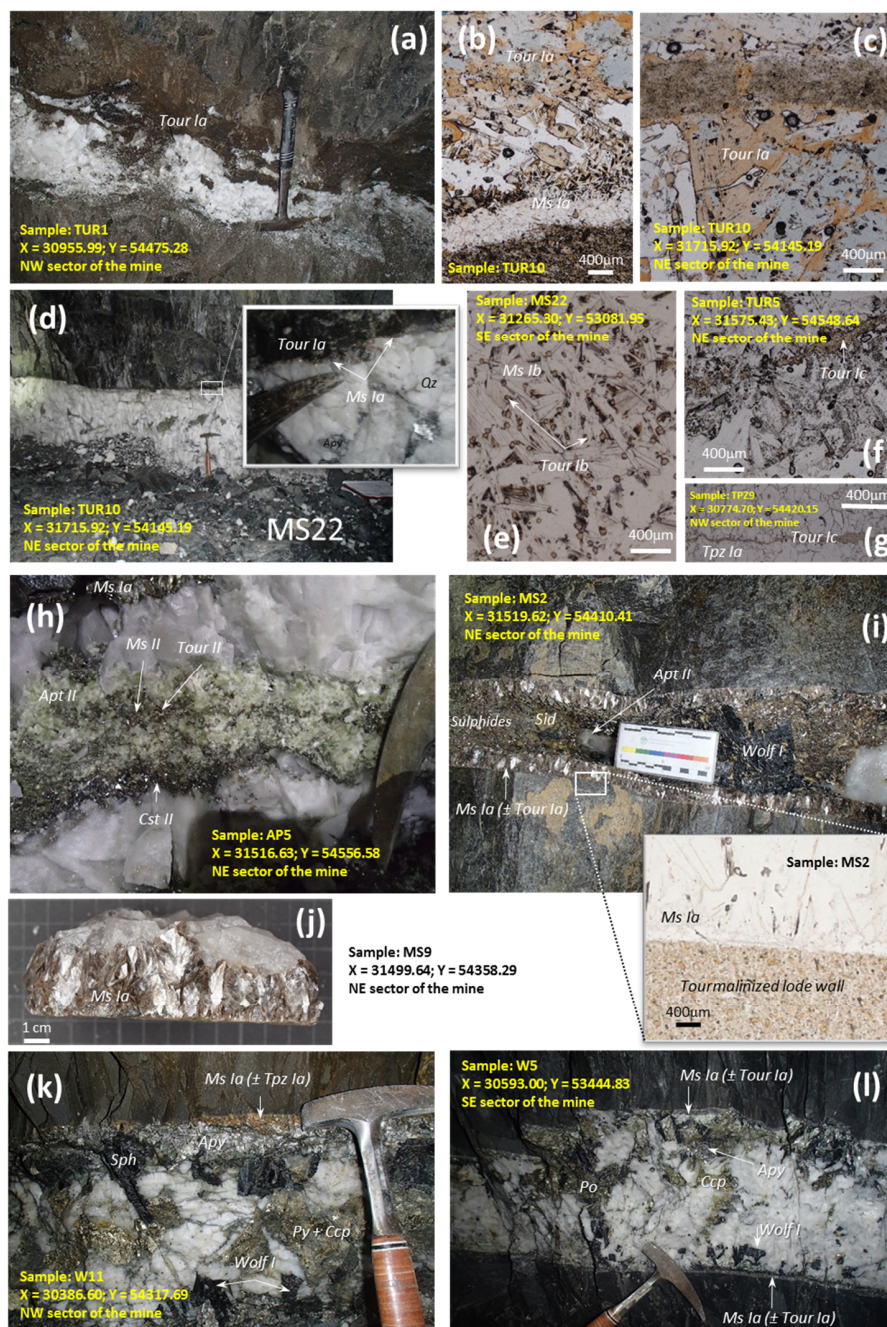 (a)
Tour Ia
Sample: TUR1
X = 30955.99; Y = 54475.28
NW sector of the mine
(b)
Tour Ia
Ms Ia
Sample: TUR10
400μm
(c)
Tour Ia
Sample: TUR10
X = 31715.92; Y = 54145.19
NE sector of the mine
400μm
(d)
Tour Ia
Ms Ia
Qz
Apy
Sample: TUR10
X = 31715.92; Y = 54145.19
NE sector of the mine
MS22
Sample: MS22
X = 31265.30; Y = 53081.95
SE sector of the mine
Ms Ib
Tour Ib
(e)
400μm
Sample: TUR5
X = 31575.43; Y = 54548.64
NE sector of the mine
Tour Ic
400μm
(f)
Sample: TPZ9
X = 30774.70; Y = 54420.15
NW sector of the mine
400μm
Tpz Ia
Tour Ic
(g)
Ms Ia
(h)
Ms II
Tour II
Apt II
Cst II
Sample: AP5
X = 31516.63; Y = 54556.58
NE sector of the mine
Sample: MS2
X = 31519.62; Y = 54410.41
NE sector of the mine
(i)
Apt II
Sulphides
Sid
Wolf I
Ms Ia (± Tour Ia)
Sample: MS2
Ms Ia
Tourmalinized lode wall
400μm
(j)
Ms Ia
1 cm
Sample: MS9
X = 31499.64; Y = 54358.29
NE sector of the mine
(k)
Ms Ia (± Tpz Ia)
Apy
Sph
Py + Ccp
Wolf I
Sample: W11
X = 30386.60; Y = 54317.69
NW sector of the mine
Sample: W5
X = 30593.00; Y = 53444.83
SE sector of the mine
Ms Ia (± Tour Ia)
(l)
Apy
Ccp
Po
Wolf I
Ms Ia (± Tour Ia)